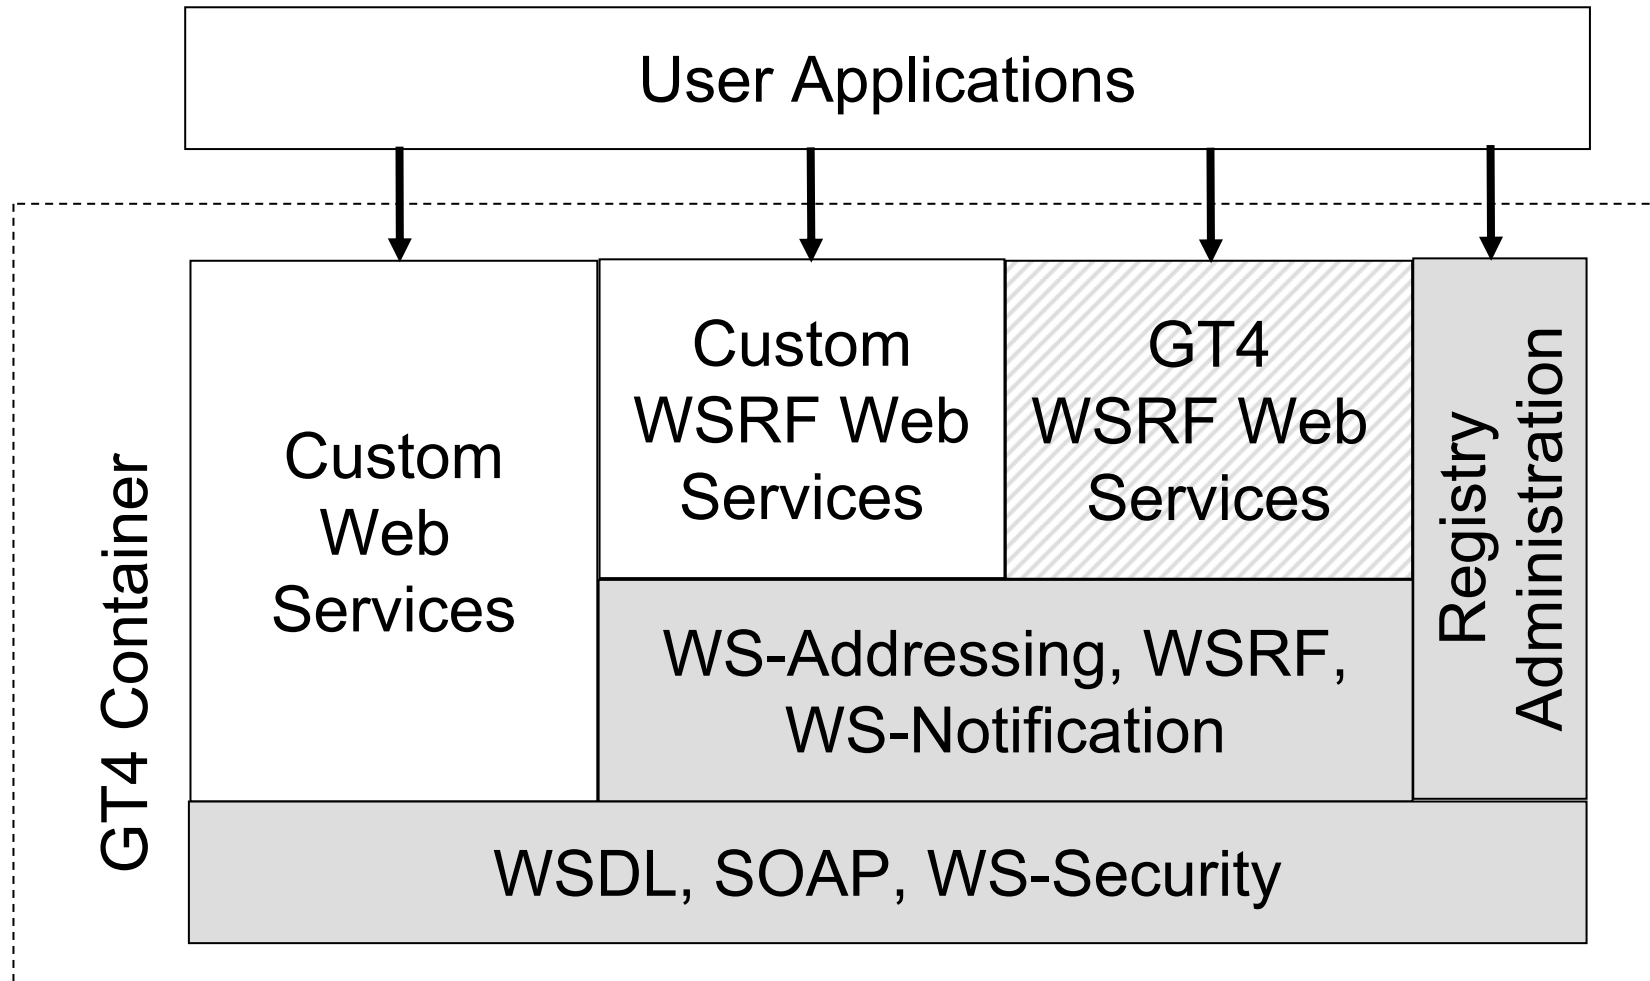 User Applications
Custom
Web
Services
Custom
WSRF Web
Services
GT4
WSRF Web
Services
Registry
Administration
WS-Addressing, WSRF,
WS-Notification
GT4 Container
WSDL, SOAP, WS-Security